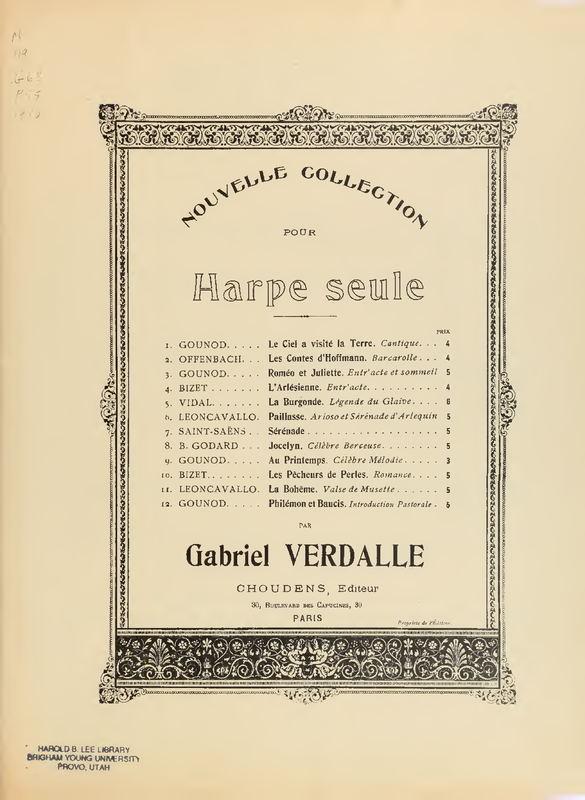 NOUVELLE COLLECTION
POUR
Harpe seule
PRIX
1. GOUNOD. . . . . Le Ciel a visité la Terre. Cantique. . . 4
2. OFFENBACH. . . Les Contes d'Hoffmann. Barcarolle. . . 4
3. GOUNOD. . . . . Roméo et Juliette. Entr'acte et sommeil 5
4. BIZET . . . . . . . . L'Arlésienne. Entr'acte. . . . . . . . . . 4
5. VIDAL. . . . . . . . La Burgonde. Légende du Glaive. . . . 6
6. LEONCAVALLO. Paillasse. Arioso et Sérénade d'Arlequin 5
7. SAINT-SAËNS . . Sérénade . . . . . . . . . . . . . . . . . . . 5
8. B. GODARD . . . Jocelyn. Célèbre Berceuse. . . . . . . . 5
9. GOUNOD. . . . . Au Printemps. Célèbre Mélodie. . . . . 3
10. BIZET. . . . . . . . Les Pêcheurs de Perles. Romance. . . . 5
11. LEONCAVALLO. La Bohème. Valse de Musette . . . . . . 5
12. GOUNOD. . . . . Philémon et Baucis. Introduction Pastorale . 5
PAR
Gabriel VERDALLE
CHOUDENS, Editeur
30, BOULEVARD DES CAPUCINES, 30
PARIS
Propriété de l'Éditeur.
HAROLD B. LEE LIBRARY
BRIGHAM YOUNG UNIVERSITY
PROVO, UTAH